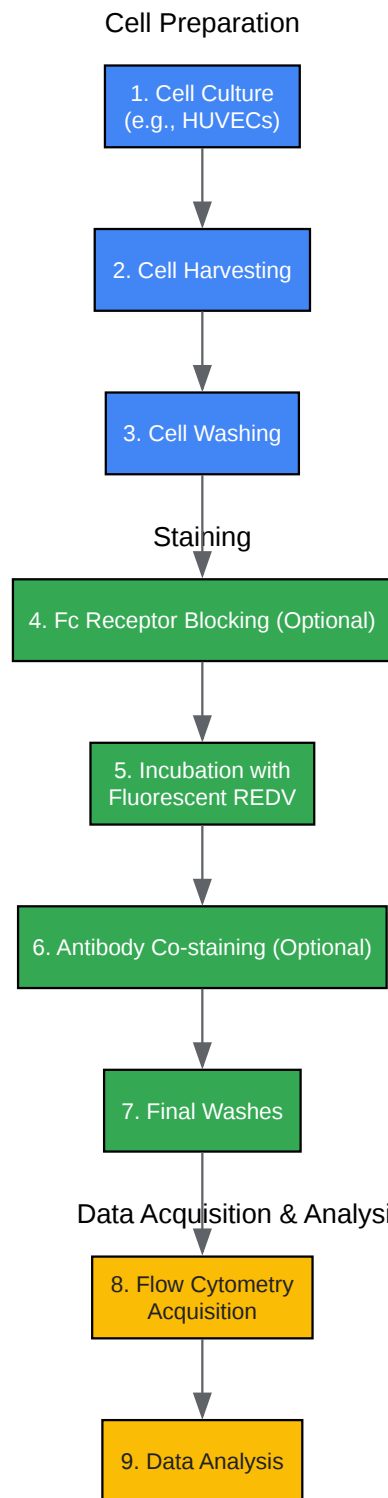 Cell Preparation
1. Cell Culture
(e.g., HUVECs)
2. Cell Harvesting
3. Cell Washing
Staining
4. Fc Receptor Blocking (Optional)
5. Incubation with
Fluorescent REDV
6. Antibody Co-staining (Optional)
7. Final Washes
Data Acquisition & Analysi
8. Flow Cytometry
Acquisition
9. Data Analysis